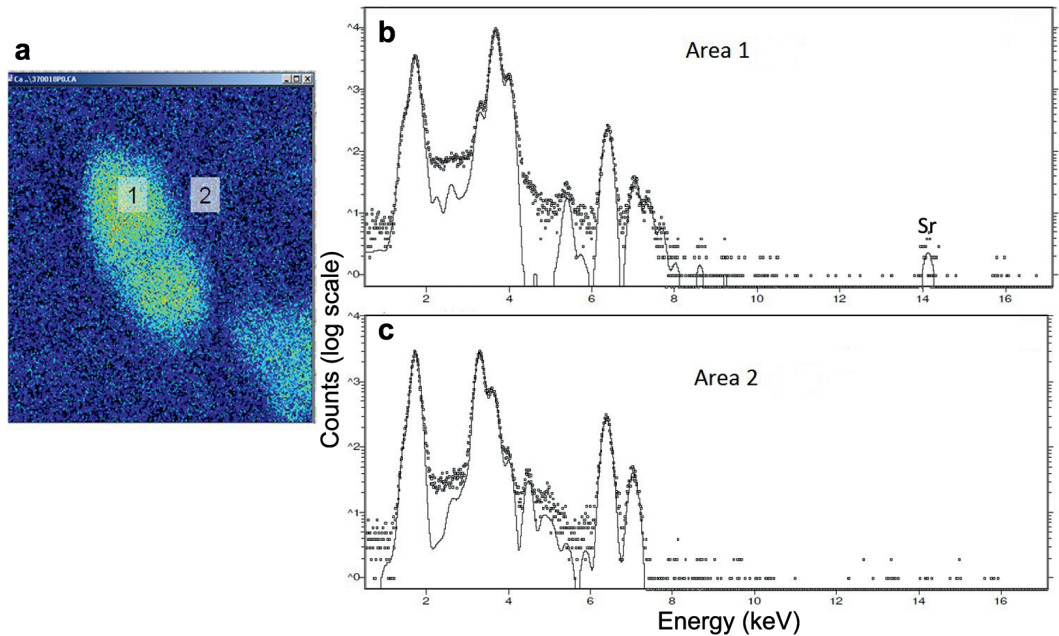 a
Ca ..\370018P0.CA
1
2
b
Area 1
Sr
^4
^3
^2
^1
^0
2 4 6 8 10 12 14 16
c
Area 2
^4
^3
^2
^1
^0
2 4 6 8 10 12 14 16
Counts (log scale)
Energy (keV)